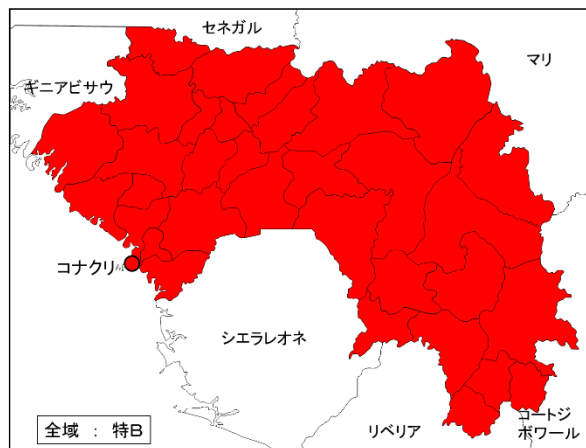 セネガル
マリ
ギニアビサウ
コナクリ
シエラレオネ
全域 ： 特B
リベリア
コートジ
ボワール